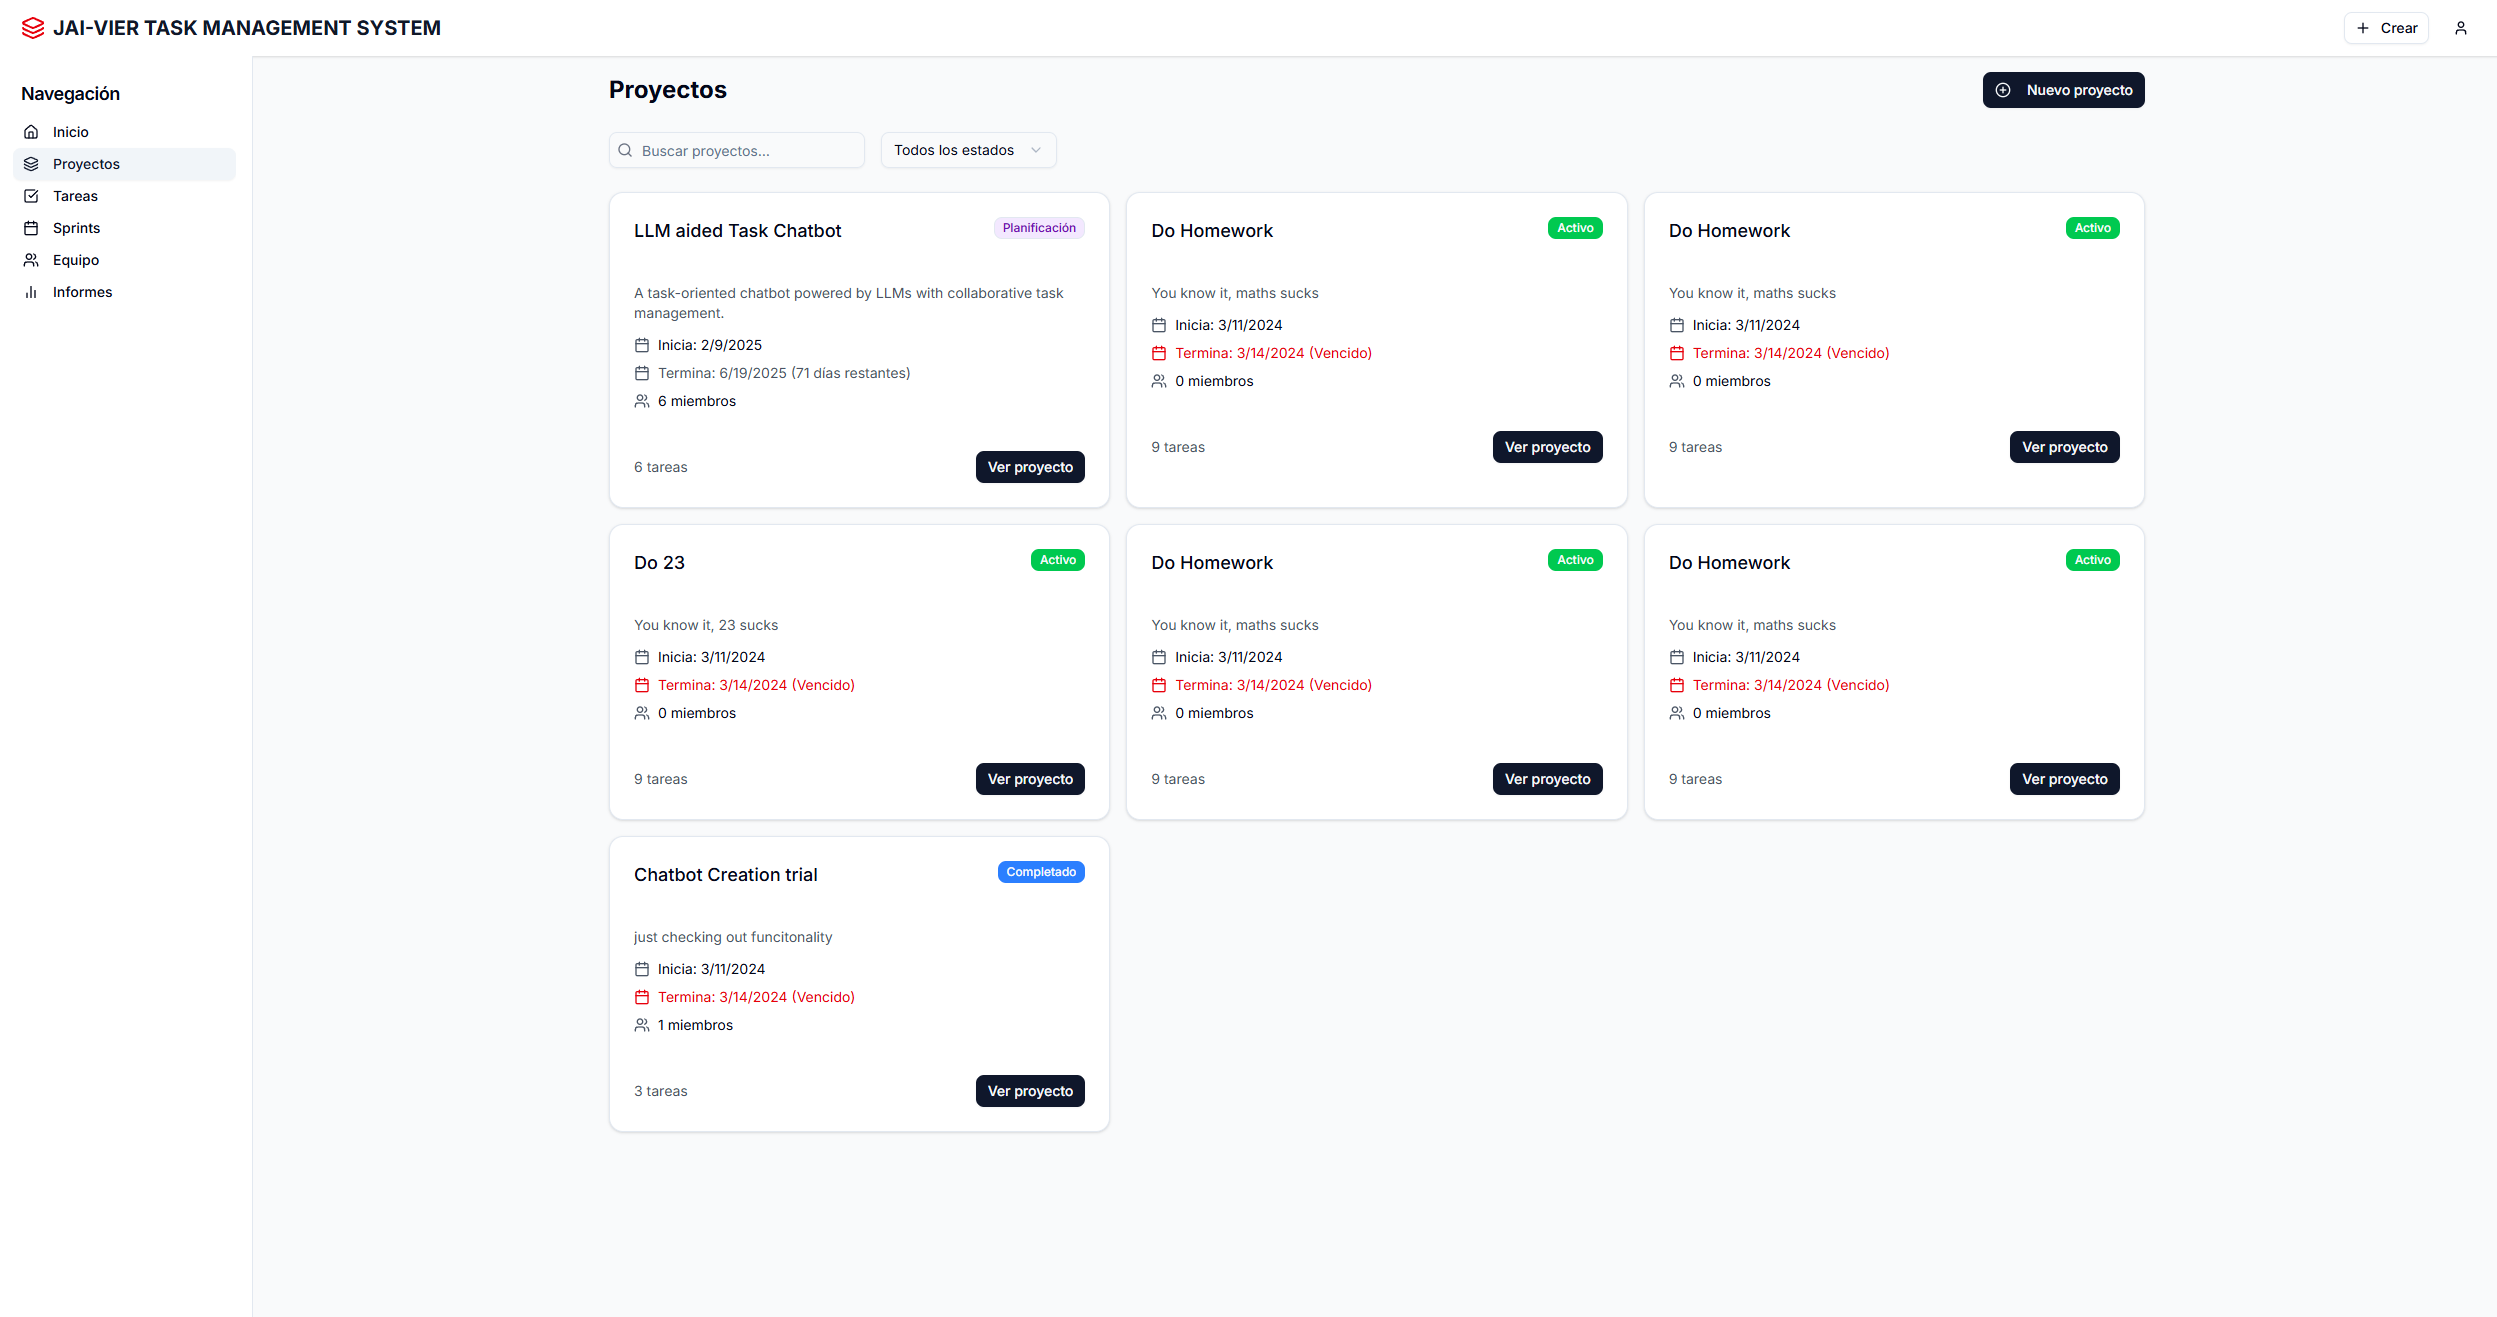 JAI-VIER TASK MANAGEMENT SYSTEM
Crear
Navegación
Inicio
Proyectos
Tareas
Sprints
Equipo
Informes
Proyectos
Nuevo proyecto
Buscar proyectos...
Todos los estados
LLM aided Task Chatbot
Planificación
A task-oriented chatbot powered by LLMs with collaborative task
management.
Inicia: 2/9/2025
Termina: 6/19/2025 (71 días restantes)
6 miembros
6 tareas
Ver proyecto
Do Homework
Activo
You know it, maths sucks
Inicia: 3/11/2024
Termina: 3/14/2024 (Vencido)
0 miembros
9 tareas
Ver proyecto
Do Homework
Activo
You know it, maths sucks
Inicia: 3/11/2024
Termina: 3/14/2024 (Vencido)
0 miembros
9 tareas
Ver proyecto
Do 23
Activo
You know it, 23 sucks
Inicia: 3/11/2024
Termina: 3/14/2024 (Vencido)
0 miembros
9 tareas
Ver proyecto
Do Homework
Activo
You know it, maths sucks
Inicia: 3/11/2024
Termina: 3/14/2024 (Vencido)
0 miembros
9 tareas
Ver proyecto
Do Homework
Activo
You know it, maths sucks
Inicia: 3/11/2024
Termina: 3/14/2024 (Vencido)
0 miembros
9 tareas
Ver proyecto
Chatbot Creation trial
Completado
just checking out funcitonality
Inicia: 3/11/2024
Termina: 3/14/2024 (Vencido)
1 miembros
3 tareas
Ver proyecto